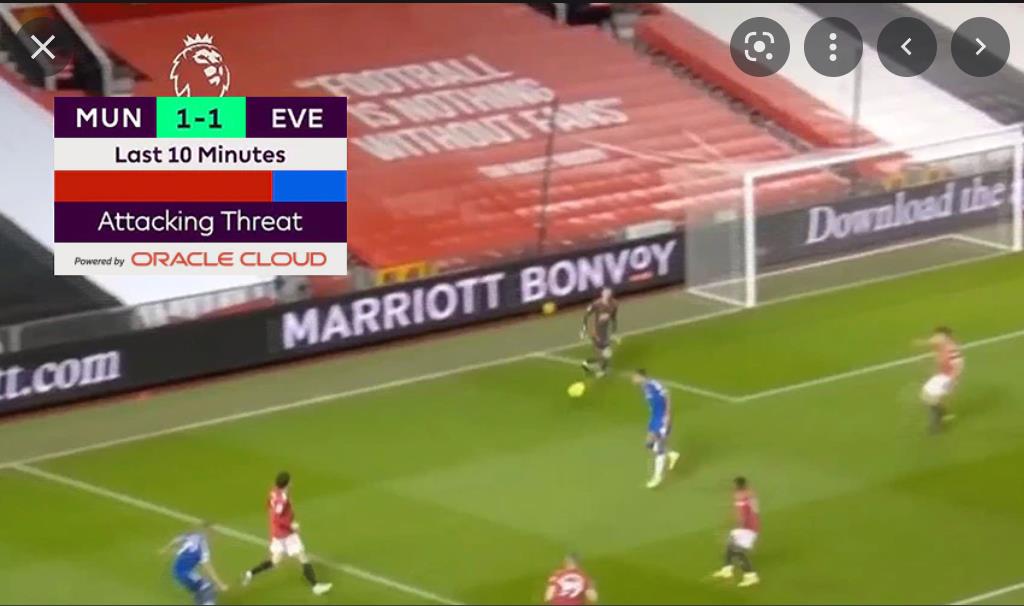 MUN 1-1 EVE
Last 10 Minutes
Attacking Threat
Powered by ORACLE CLOUD
"FOOTBALL
IS NOTHING
WITHOUT FANS"
Download the
MARRIOTT BONVOY
t.com